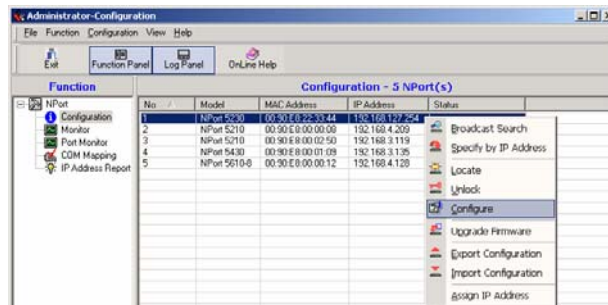 Administrator-Configuration
File Function Configuration View Help
Exit Function Panel Log Panel OnLine Help
Function
Configuration - 5 NPort(s)
NPort
Configuration
Monitor
Port Monitor
COM Mapping
IP Address Report
No / Model MAC Address IP Address Status
1 NPort 5230 00:90:E8:22:33:44 192.168.127.254
2 NPort 5210 00:90:E8:00:00:08 192.168.4.209
3 NPort 5210 00:90:E8:00:02:50 192.168.3.119
4 NPort 5430 00:90:E8:00:01:09 192.168.3.135
5 NPort 5610-8 00:90:E8:00:00:12 192.168.4.128
Broadcast Search
Specify by IP Address
Locate
Unlock
Configure
Upgrade Firmware
Export Configuration
Import Configuration
Assign IP Address